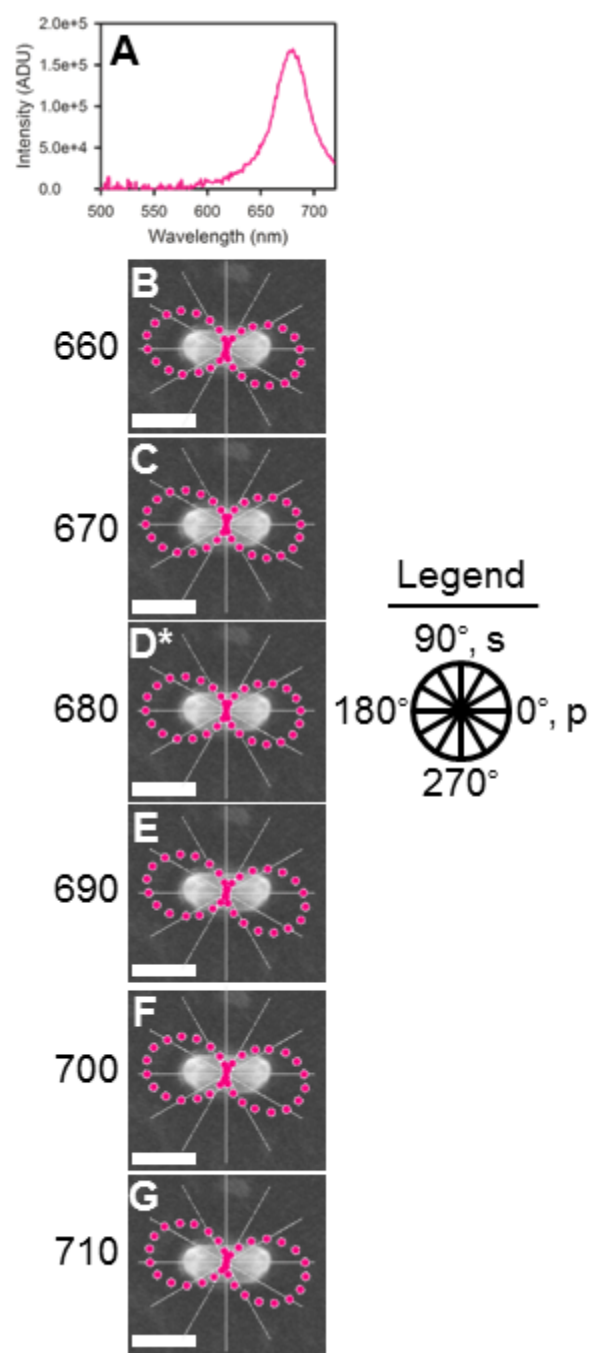 A
Intensity (ADU)
2.0e+5
1.5e+5
1.0e+5
5.0e+4
0.0
500 550 600 650 700
Wavelength (nm)
B
660
C
670
D*
680
E
690
F
700
G
710
Legend
90°, s
180° 0°, p
270°